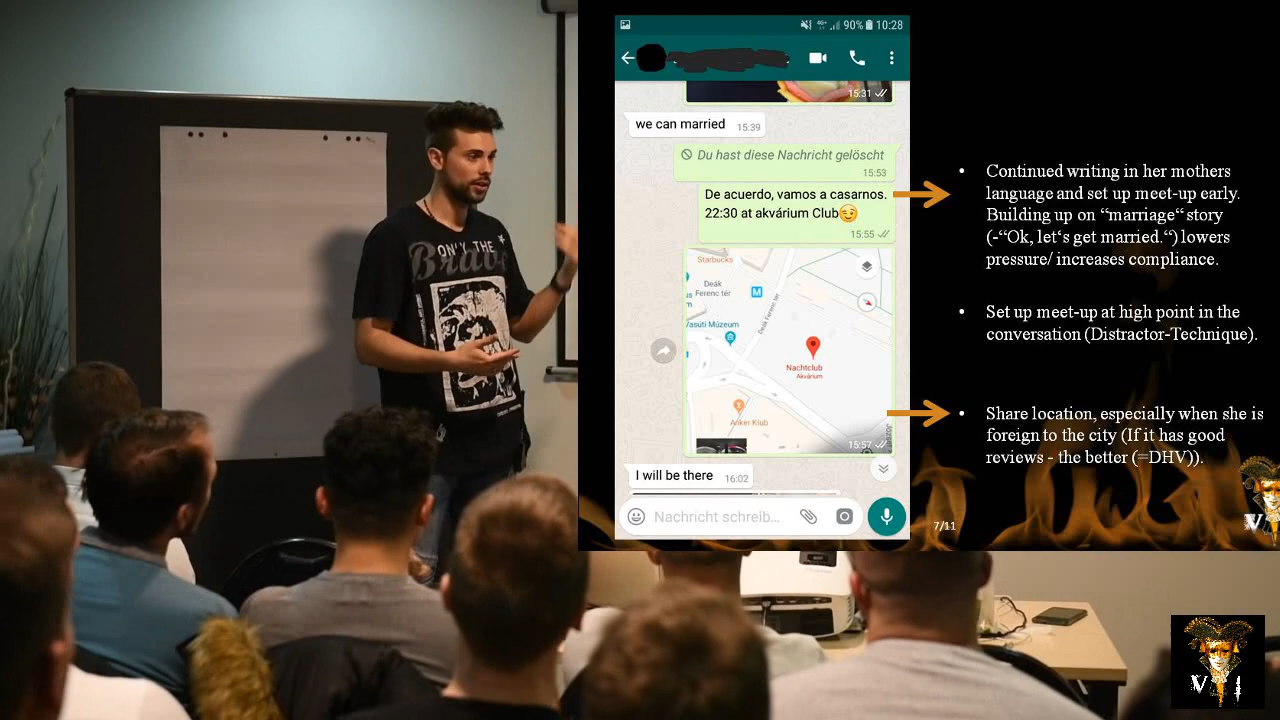 ON'Y THE
Brave
4G+
90%
10:28
15:31
we can married
15:39
Du hast diese Nachricht gelöscht
15:53
De acuerdo, vamos a casarnos.
22:30 at akvárium Club😉
15:55
Starbucks
Deák
Ferenc tér
M
Deák Ferenc tér
Vasúti Múzeum
Nachtclub
Akvárium
Anker Klub
15:57
I will be there
16:02
Nachricht schreib...
• Continued writing in her mothers
language and set up meet-up early.
Building up on “marriage“ story
(-“Ok, let‘s get married.“) lowers
pressure/ increases compliance.
• Set up meet-up at high point in the
conversation (Distractor-Technique).
• Share location, especially when she is
foreign to the city (If it has good
reviews - the better (=DHV)).
7/11
V
V I